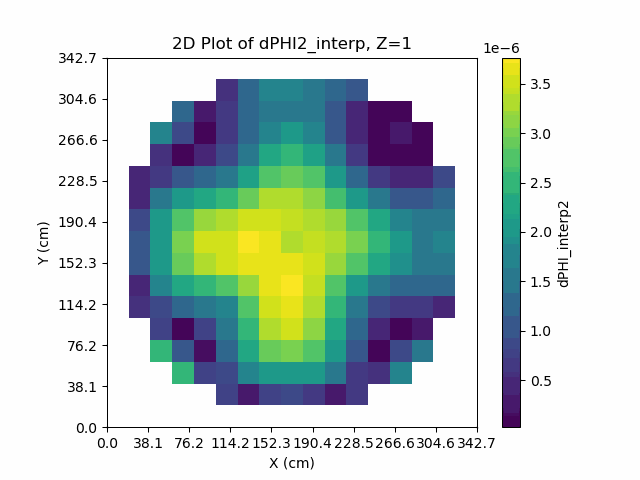 2D Plot of dPHI2_interp, Z=1
1e−6
342.7
304.6
266.6
228.5
190.4
152.3
114.2
76.2
38.1
0.0
Y (cm)
0.0 38.1 76.2 114.2 152.3 190.4 228.5 266.6 304.6 342.7
X (cm)
3.5
3.0
2.5
2.0
1.5
1.0
0.5
dPHI_interp2